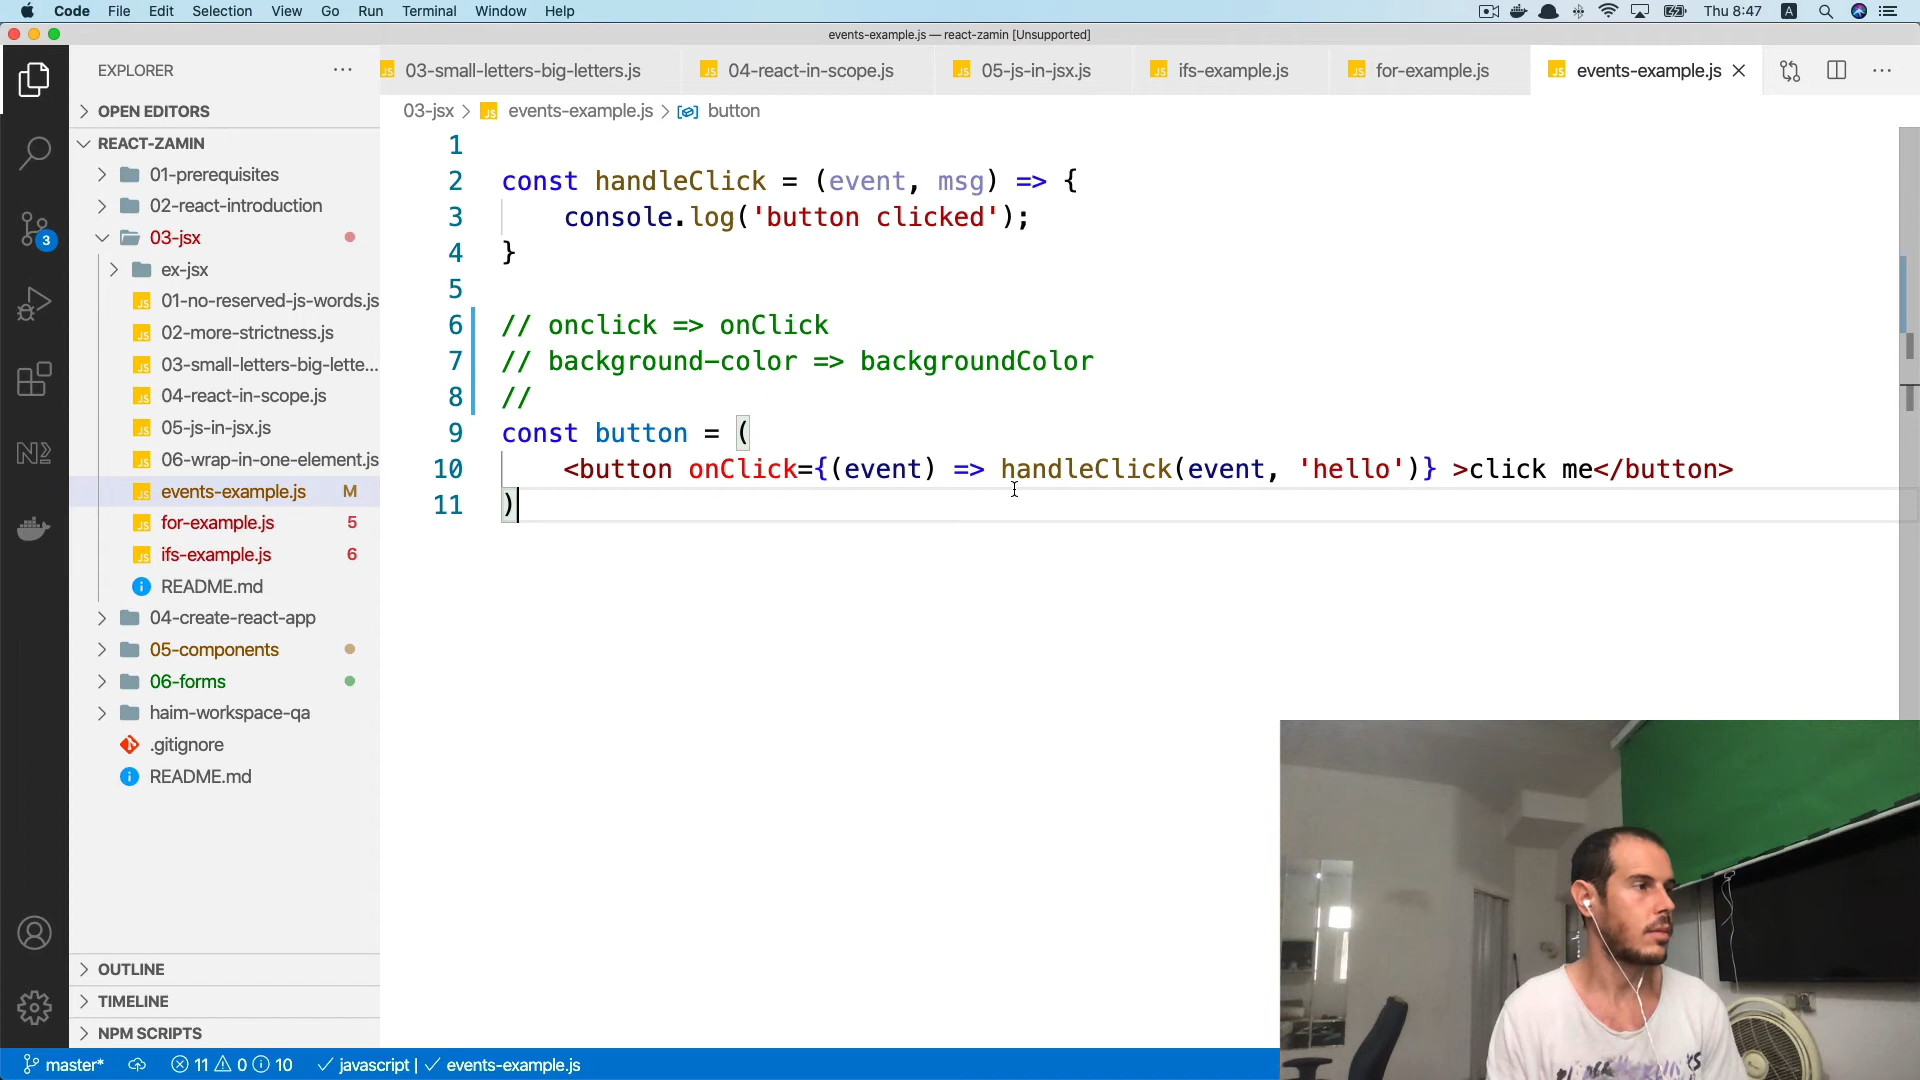 Code File Edit Selection View Go Run Terminal Window Help Thu 8:47 A
events-example.js — react-zamin [Unsupported]
EXPLORER
03-small-letters-big-letters.js 04-react-in-scope.js 05-js-in-jsx.js ifs-example.js for-example.js events-example.js
03-jsx > events-example.js > button
OPEN EDITORS
REACT-ZAMIN
01-prerequisites
02-react-introduction
03-jsx
ex-jsx
01-no-reserved-js-words.js
02-more-strictness.js
03-small-letters-big-lette...
04-react-in-scope.js
05-js-in-jsx.js
06-wrap-in-one-element.js
events-example.js M
for-example.js 5
ifs-example.js 6
README.md
04-create-react-app
05-components
06-forms
haim-workspace-qa
.gitignore
README.md
OUTLINE
TIMELINE
NPM SCRIPTS
3
1
2 const handleClick = (event, msg) => {
3 console.log('button clicked');
4 }
5
6 // onclick => onClick
7 // background-color => backgroundColor
8 //
9 const button = (
10 <button onClick={(event) => handleClick(event, 'hello')} >click me</button>
11 )
master* 11 0 10 javascript | events-example.js